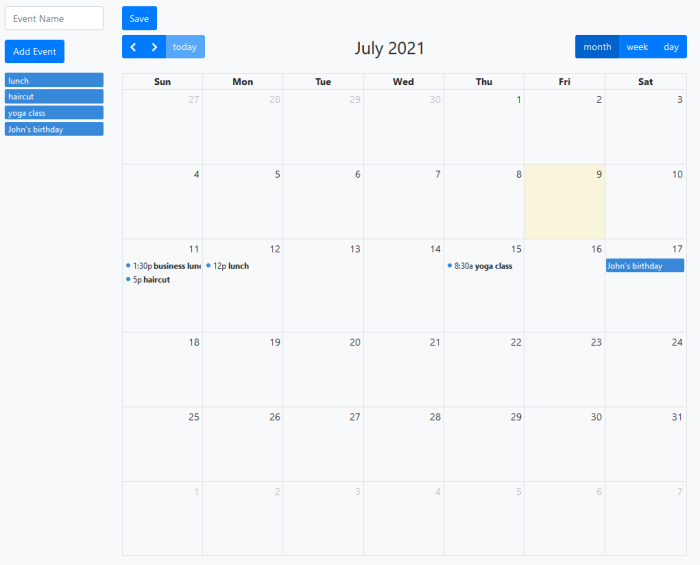 Event Name
Save
Add Event
today
July 2021
month week day
lunch
haircut
yoga class
John's birthday
Sun Mon Tue Wed Thu Fri Sat
27 28 29 30 1 2 3
4 5 6 7 8 9 10
11 12 13 14 15 16 17
1:30p business lunc 12p lunch 8:30a yoga class John's birthday
5p haircut
18 19 20 21 22 23 24
25 26 27 28 29 30 31
1 2 3 4 5 6 7